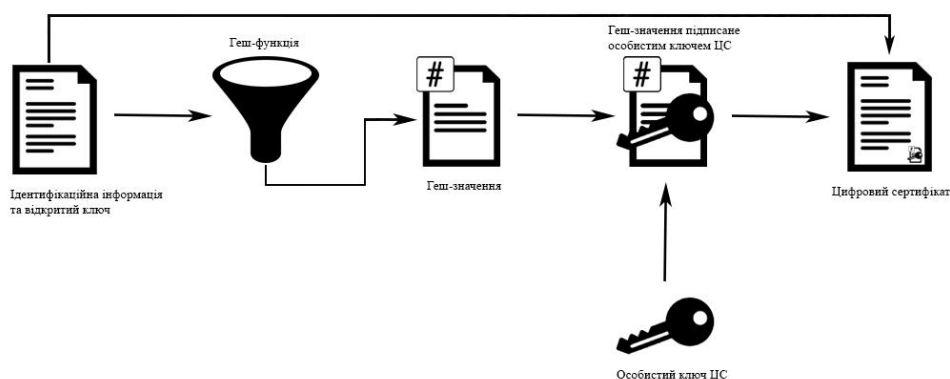 Геш-функція
Геш-значення підписане
особистим ключем ЦС
#
#
Ідентифікаційна інформація
та відкритий ключ
Геш-значення
Цифровий сертифікат
Особистий ключ ЦС